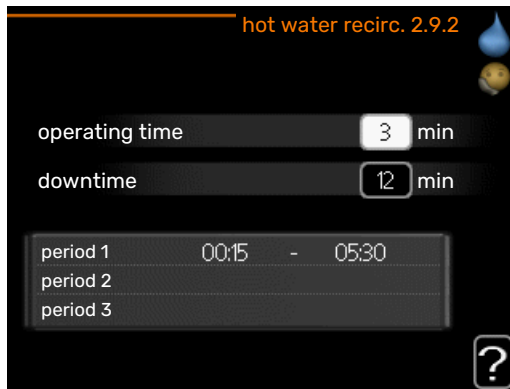 hot water recirc. 2.9.2
operating time 3 min
downtime 12 min
period 1 00:15 - 05:30
period 2
period 3
?